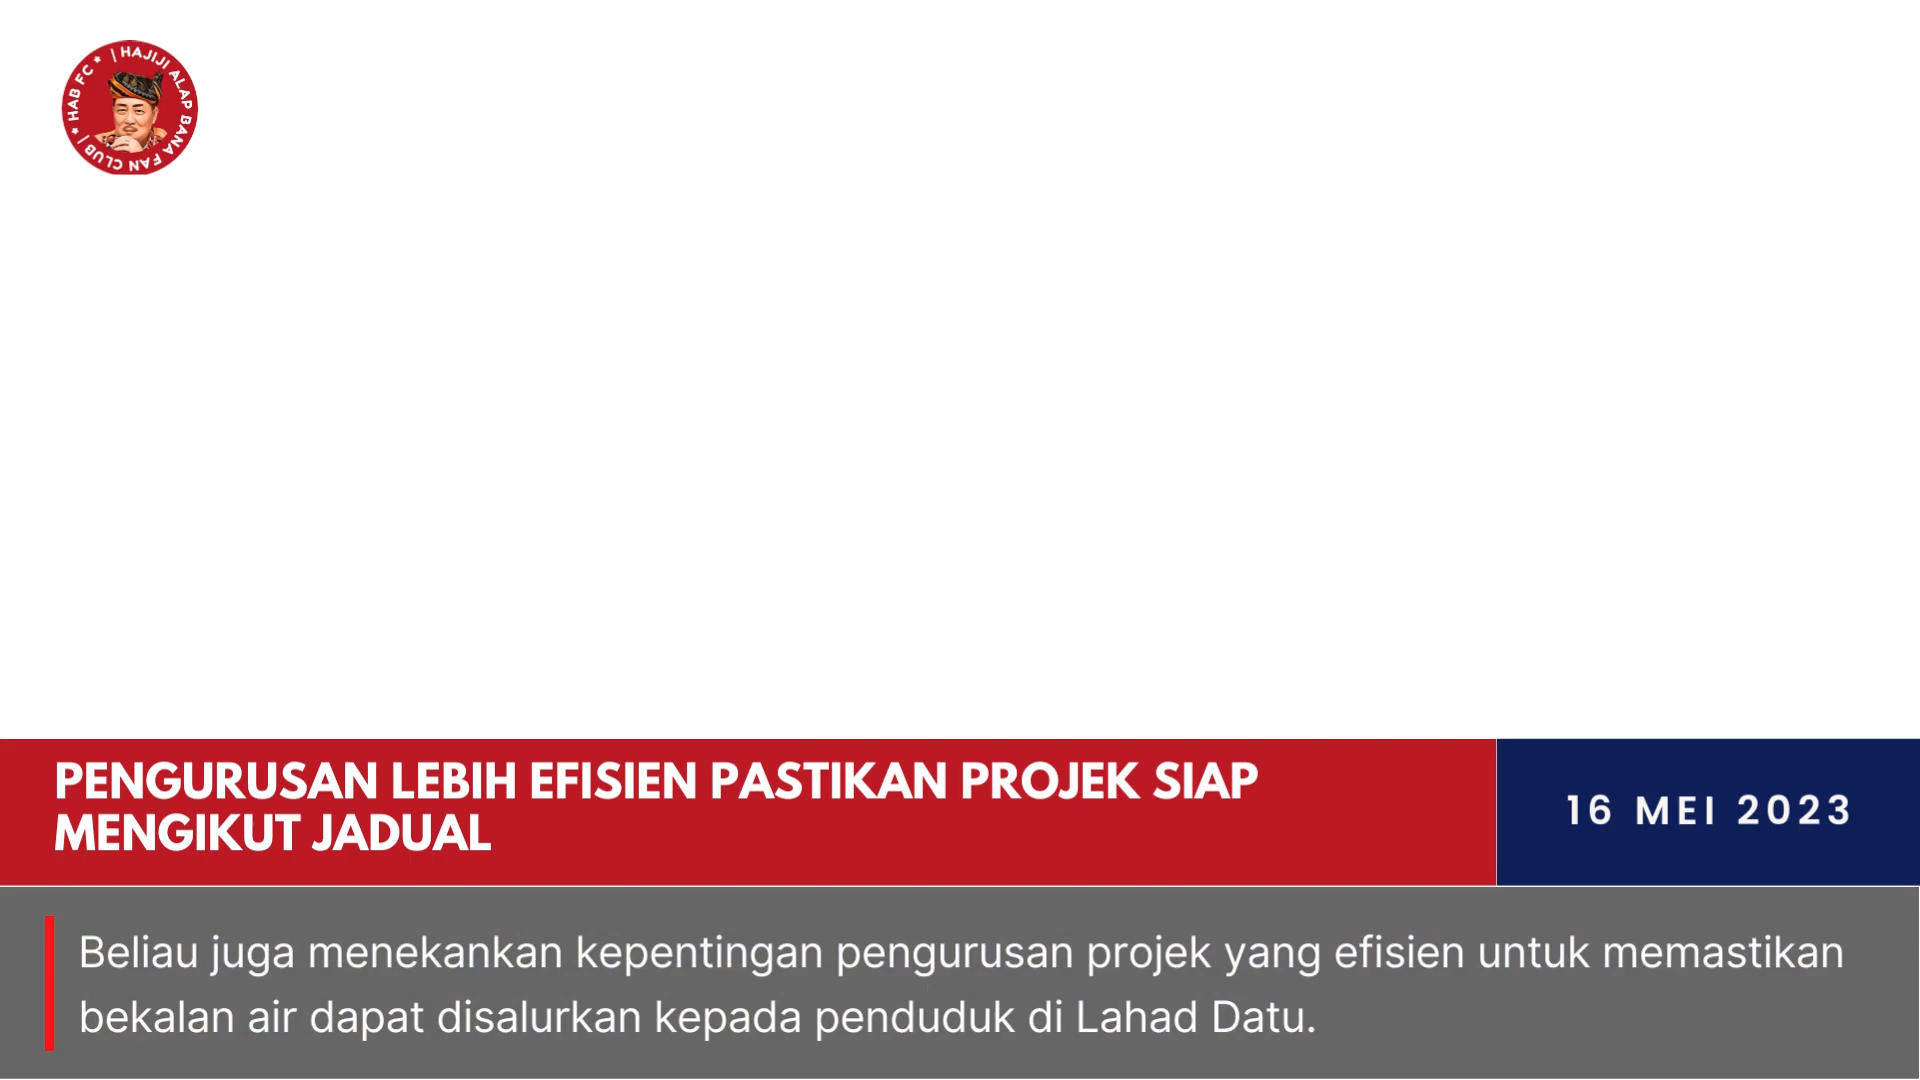 | HAJIJI ALAP BANA FAN CLUB | * HAB FC *
PENGURUSAN LEBIH EFISIEN PASTIKAN PROJEK SIAP
MENGIKUT JADUAL
16 MEI 2023
Beliau juga menekankan kepentingan pengurusan projek yang efisien untuk memastikan
bekalan air dapat disalurkan kepada penduduk di Lahad Datu.